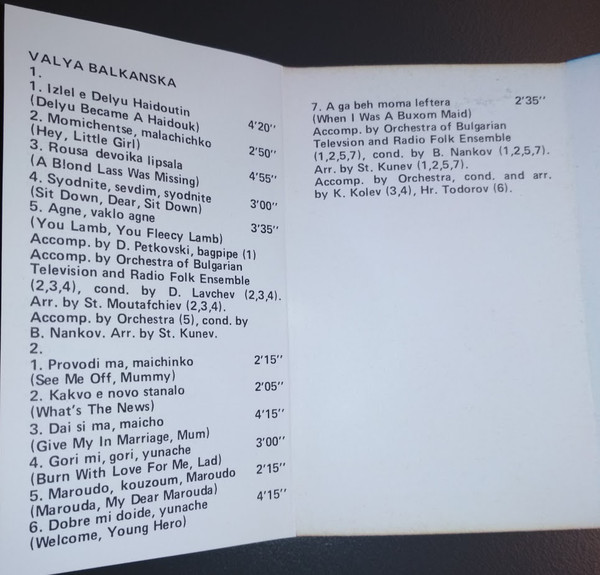 VALYA BALKANSKA
1.
1. Izlel e Delyu Haidoutin
(Delyu Became A Haidouk) 4'20''
2. Momichentse, malachichko
(Hey, Little Girl) 2'50''
3. Rousa devoika lipsala
(A Blond Lass Was Missing) 4'55''
4. Syodnite, sevdim, syodnite
(Sit Down, Dear, Sit Down) 3'00''
5. Agne, vaklo agne
(You Lamb, You Fleecy Lamb) 3'35''
Accomp. by D. Petkovski, bagpipe (1)
Accomp. by Orchestra of Bulgarian
Television and Radio Folk Ensemble
(2,3,4), cond. by D. Lavchev (2,3,4).
Arr. by St. Moutafchiev (2,3,4).
Accomp. by Orchestra (5), cond. by
B. Nankov. Arr. by St. Kunev.
2.
1. Provodi ma, maichinko 2'15''
(See Me Off, Mummy)
2. Kakvo e novo stanalo 2'05''
(What's The News)
3. Dai si ma, maicho 4'15''
(Give My In Marriage, Mum)
4. Gori mi, gori, yunache 3'00''
(Burn With Love For Me, Lad)
5. Maroudo, kouzoum, Maroudo 2'15''
(Marouda, My Dear Marouda)
6. Dobre mi doide, yunache 4'15''
(Welcome, Young Hero)
7. A ga beh moma leftera 2'35''
(When I Was A Buxom Maid)
Accomp. by Orchestra of Bulgarian
Televsion and Radio Folk Ensemble
(1,2,5,7), cond. by B. Nankov (1,2,5,7).
Arr. by St. Kunev (1,2,5,7).
Accomp. by Orchestra, cond. and arr.
by K. Kolev (3,4), Hr. Todorov (6).